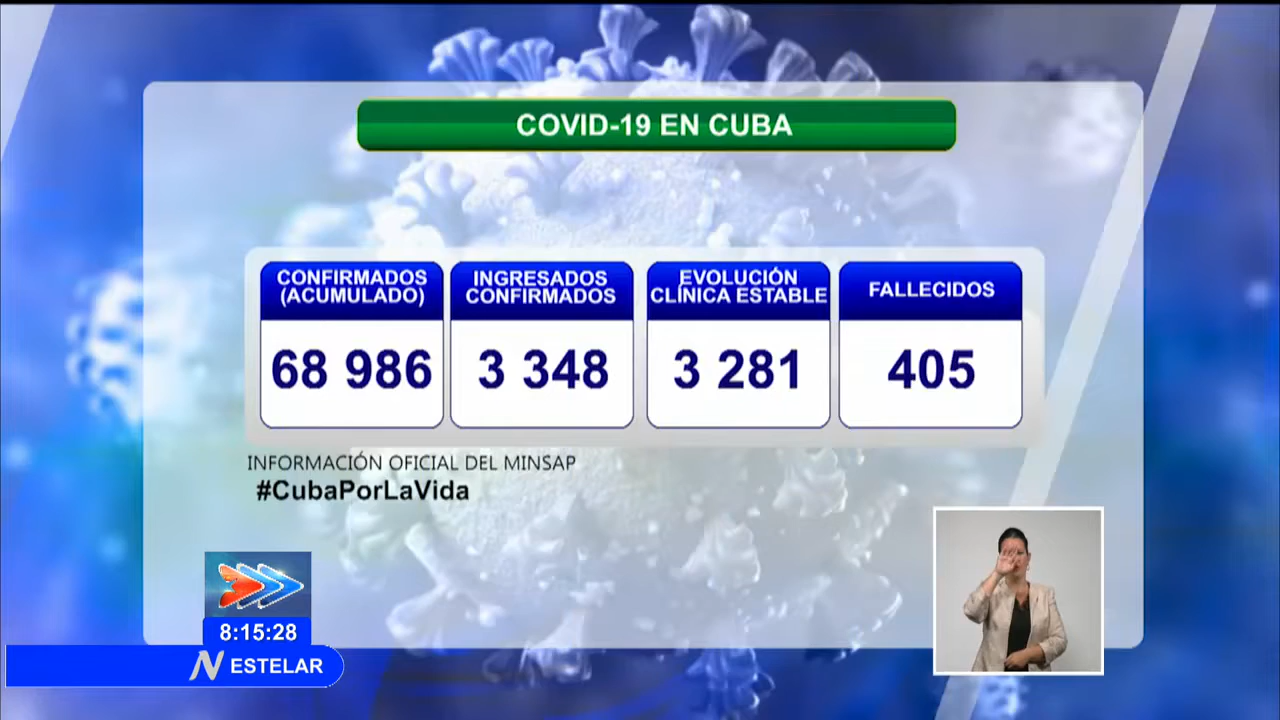 COVID-19 EN CUBA
CONFIRMADOS
(ACUMULADO)
68 986
INGRESADOS
CONFIRMADOS
3 348
EVOLUCIÓN
CLÍNICA ESTABLE
3 281
FALLECIDOS
405
INFORMACIÓN OFICIAL DEL MINSAP
#CubaPorLaVida
8:15:28
N ESTELAR